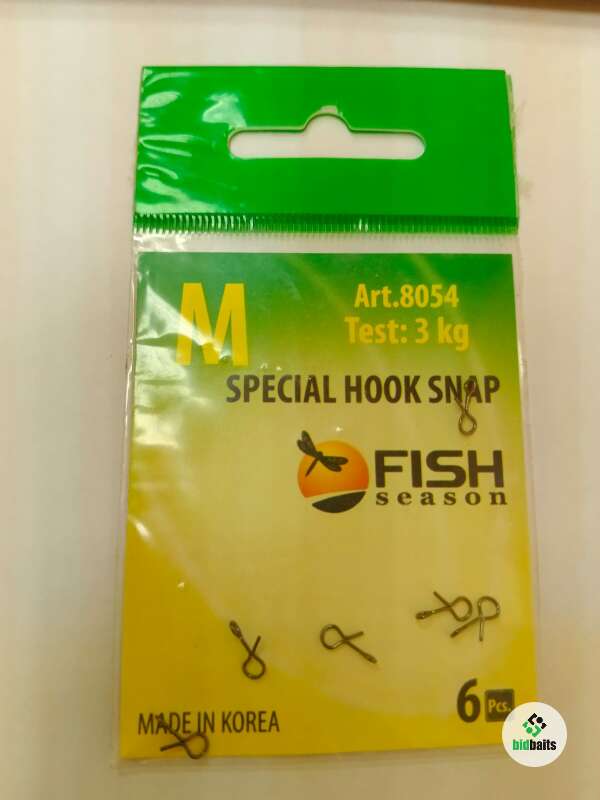 M
Art.8054
Test: 3 kg
SPECIAL HOOK SNAP
FISH
season
MADE IN KOREA
6 Pcs.
bidbaits